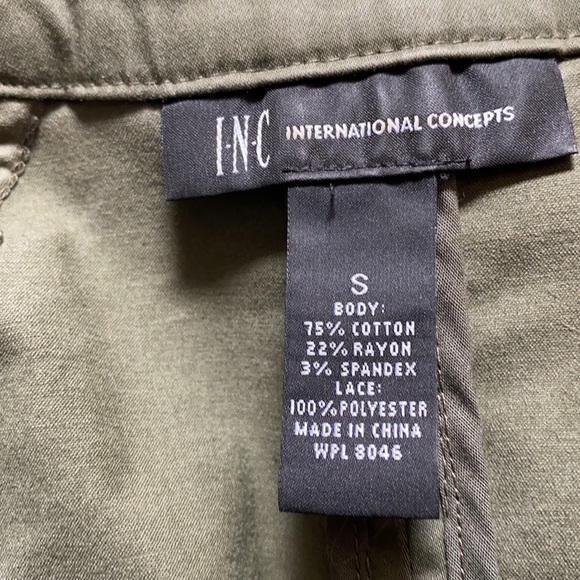 I·N·C INTERNATIONAL CONCEPTS
S
BODY:
75% COTTON
22% RAYON
3% SPANDEX
LACE:
100% POLYESTER
MADE IN CHINA
WPL 8046